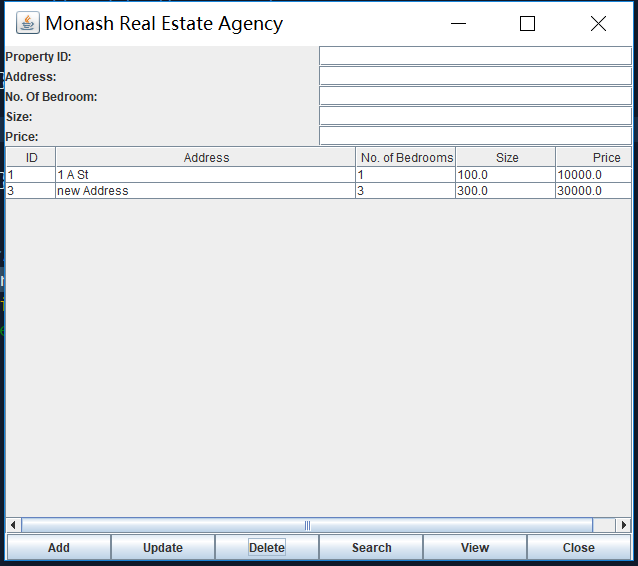 Monash Real Estate Agency
Property ID:
Address:
No. Of Bedroom:
Size:
Price:
ID Address No. of Bedrooms Size Price
1 1 A St 1 100.0 10000.0
3 new Address 3 300.0 30000.0
Add Update Delete Search View Close